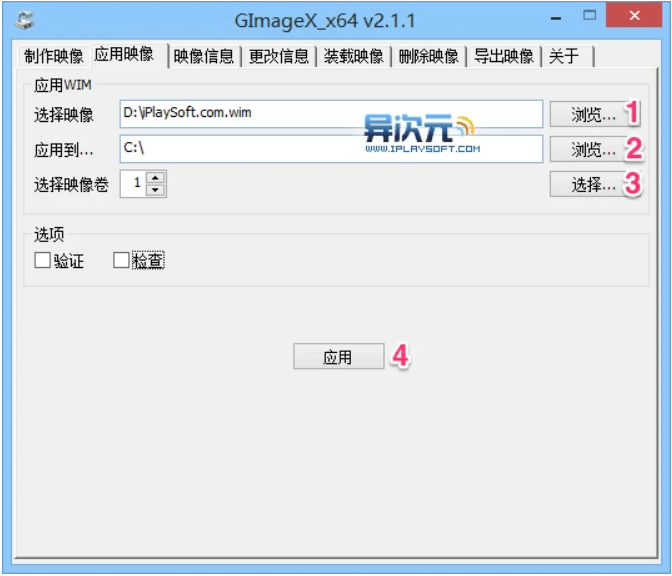 GImageX_x64 v2.1.1
制作映像 应用映像 映像信息 更改信息 装载映像 删除映像 导出映像 关于
应用WIM
选择映像 D:\iPlaySoft.com.wim 浏览... 1
异次元
WWW.IPLAYSOFT.COM
应用到... C:\ 浏览... 2
选择映像卷 1 选择... 3
选项
验证 检查
应用 4